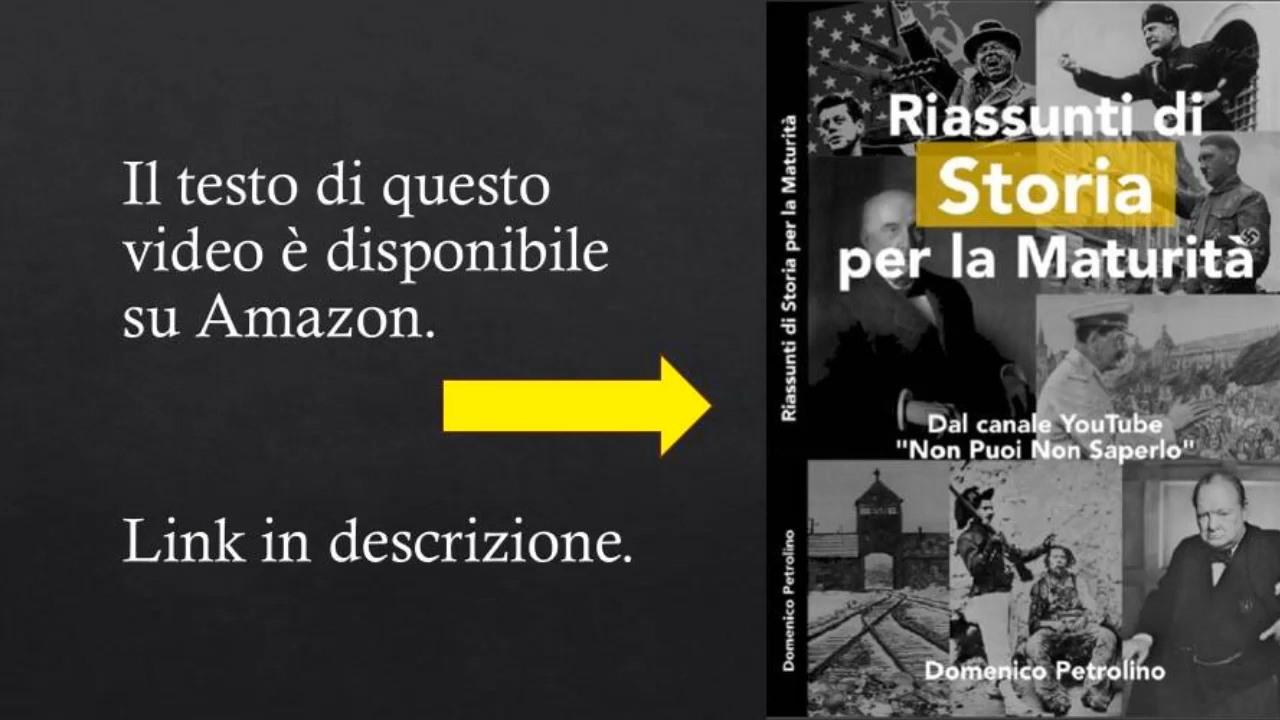 Il testo di questo
video è disponibile
su Amazon.
Link in descrizione.
Riassunti di Storia per la Maturità
Domenico Petrolino
Riassunti di
Storia
per la Maturità
Dal canale YouTube
"Non Puoi Non Saperlo"
Domenico Petrolino